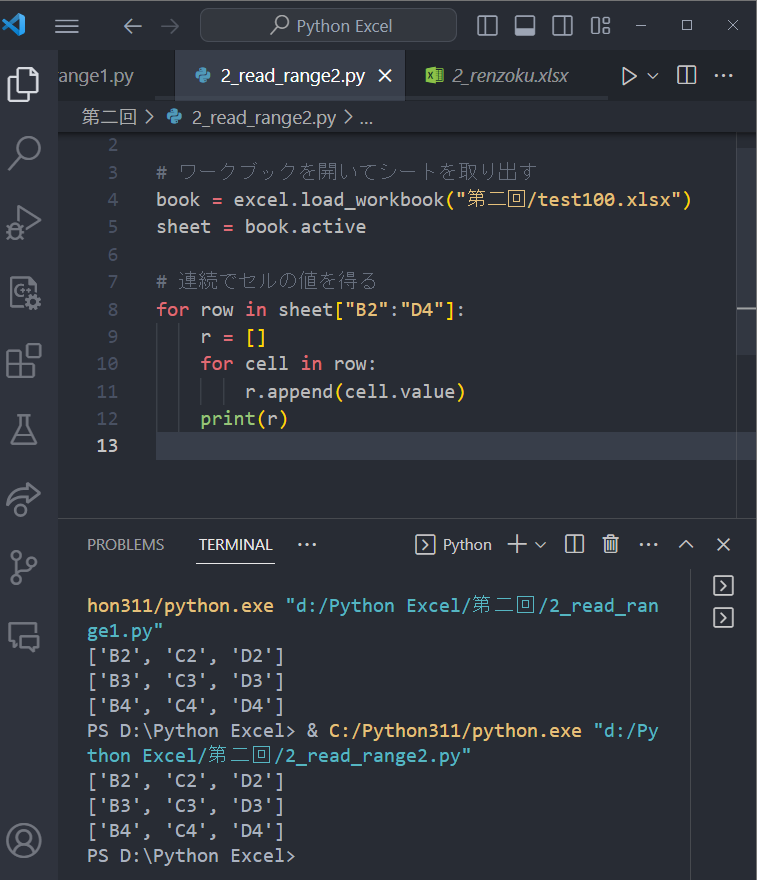 Python Excel
ange1.py
2_read_range2.py
2_renzoku.xlsx
第二回 > 2_read_range2.py > ...
2
3 # ワークブックを開いてシートを取り出す
4 book = excel.load_workbook("第二回/test100.xlsx")
5 sheet = book.active
6
7 # 連続でセルの値を得る
8 for row in sheet["B2":"D4"]:
9 r = []
10 for cell in row:
11 r.append(cell.value)
12 print(r)
13
PROBLEMS TERMINAL ... Python
hon311/python.exe "d:/Python Excel/第二回/2_read_ran
ge1.py"
['B2', 'C2', 'D2']
['B3', 'C3', 'D3']
['B4', 'C4', 'D4']
PS D:\Python Excel> & C:/Python311/python.exe "d:/Py
thon Excel/第二回/2_read_range2.py"
['B2', 'C2', 'D2']
['B3', 'C3', 'D3']
['B4', 'C4', 'D4']
PS D:\Python Excel>